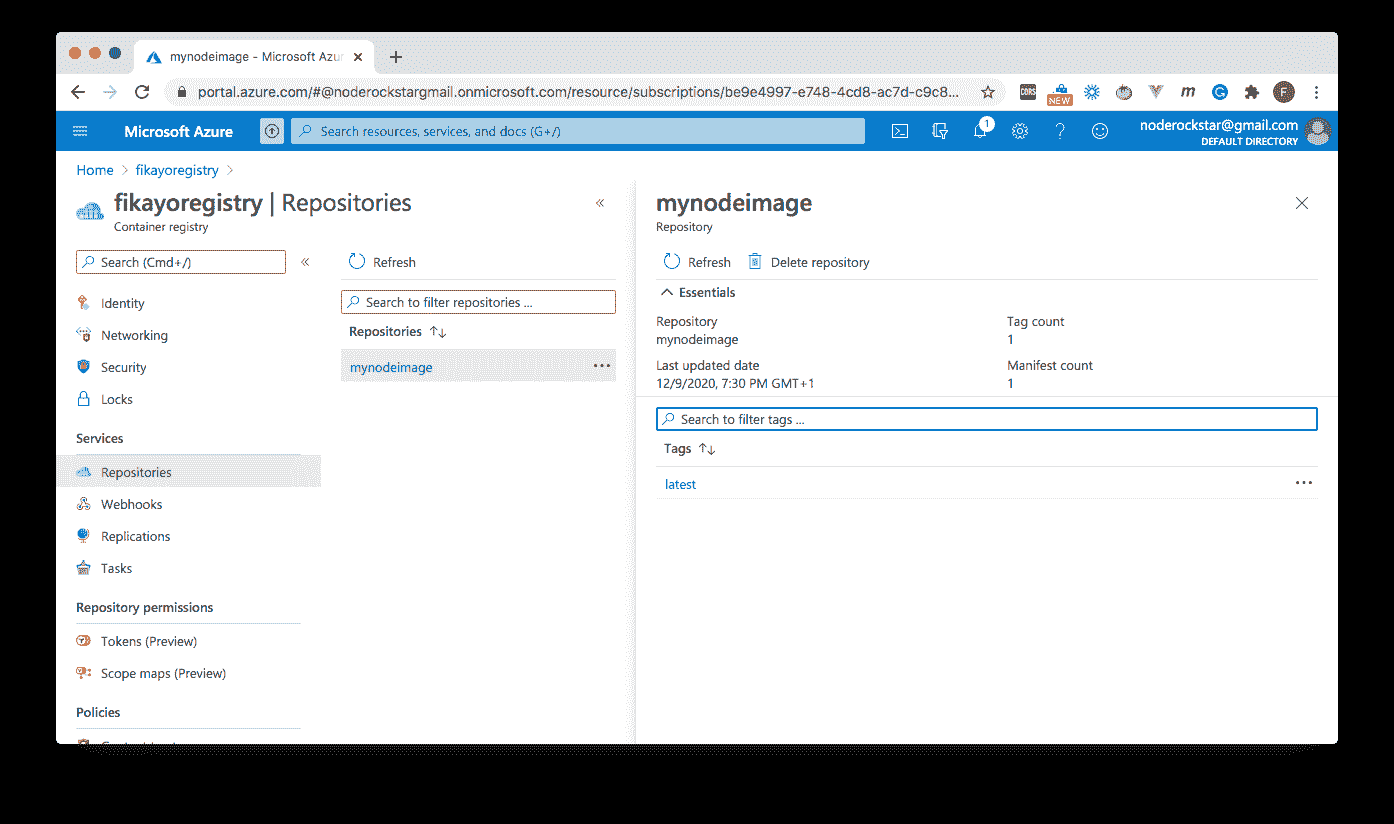 mynodeimage - Microsoft Azur
portal.azure.com/#@noderockstargmail.onmicrosoft.com/resource/subscriptions/be9e4997-e748-4cd8-ac7d-c9c8...
CORS
NEW
m
G
F
Microsoft Azure
Search resources, services, and docs (G+/)
1
noderockstar@gmail.com
DEFAULT DIRECTORY
Home > fikayoregistry >
fikayoregistry | Repositories
Container registry
Search (Cmd+/)
Identity
Networking
Security
Locks
Services
Repositories
Webhooks
Replications
Tasks
Repository permissions
Tokens (Preview)
Scope maps (Preview)
Policies
Refresh
Search to filter repositories ...
Repositories
mynodeimage
mynodeimage
Repository
Refresh
Delete repository
Essentials
Repository
mynodeimage
Tag count
1
Last updated date
12/9/2020, 7:30 PM GMT+1
Manifest count
1
Search to filter tags ...
Tags
latest